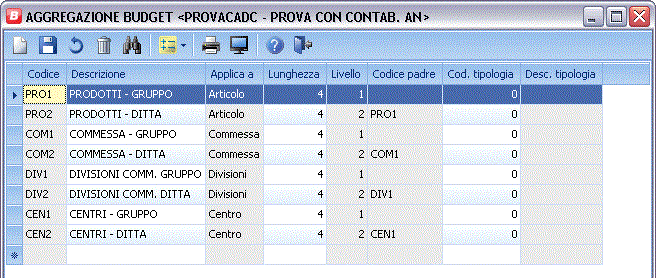 AGGREGAZIONE BUDGET <PROVACADC - PROVA CON CONTAB. AN>
Codice Descrizione Applica a Lunghezza Livello Codice padre Cod. tipologia Desc. tipologia
PRO1 PRODOTTI - GRUPPO Articolo 4 1 0
PRO2 PRODOTTI - DITTA Articolo 4 2 PRO1 0
COM1 COMMESSA - GRUPPO Commessa 4 1 0
COM2 COMMESSA - DITTA Commessa 4 2 COM1 0
DIV1 DIVISIONI COMM. GRUPPO Divisioni 4 1 0
DIV2 DIVISIONI COMM. DITTA Divisioni 4 2 DIV1 0
CEN1 CENTRI - GRUPPO Centro 4 1 0
CEN2 CENTRI - DITTA Centro 4 2 CEN1 0